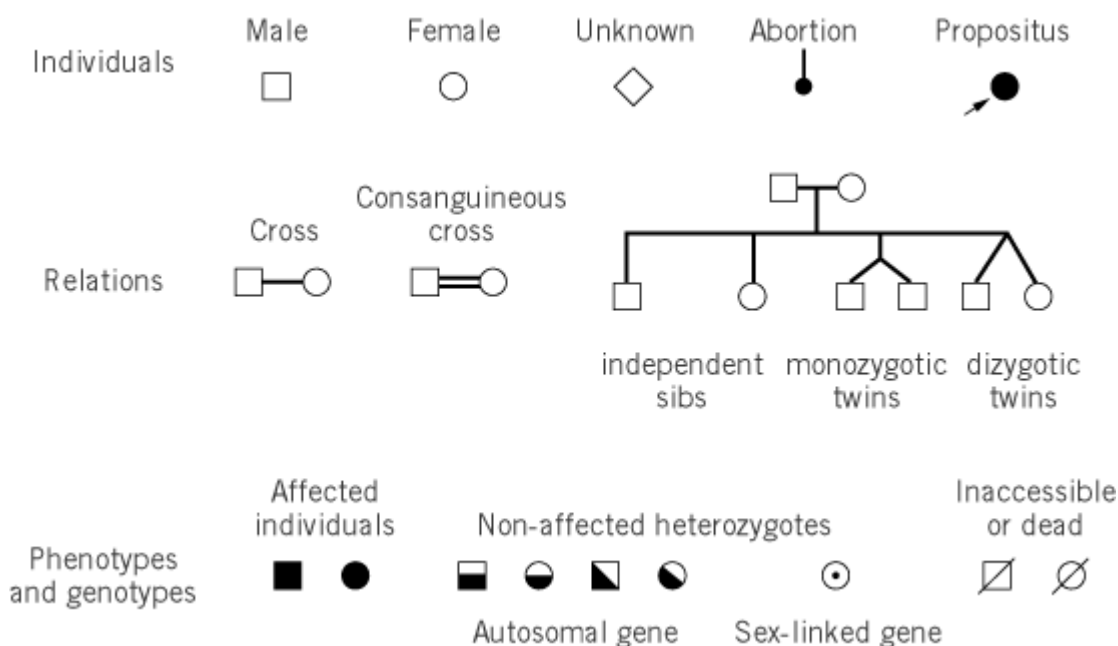 Male Female Unknown Abortion Propositus
Individuals
Consanguineous
Cross cross
Relations
independent monozygotic dizygotic
sibs twins twins
Affected Inaccessible
individuals Non-affected heterozygotes or dead
Phenotypes
and genotypes
Autosomal gene Sex-linked gene